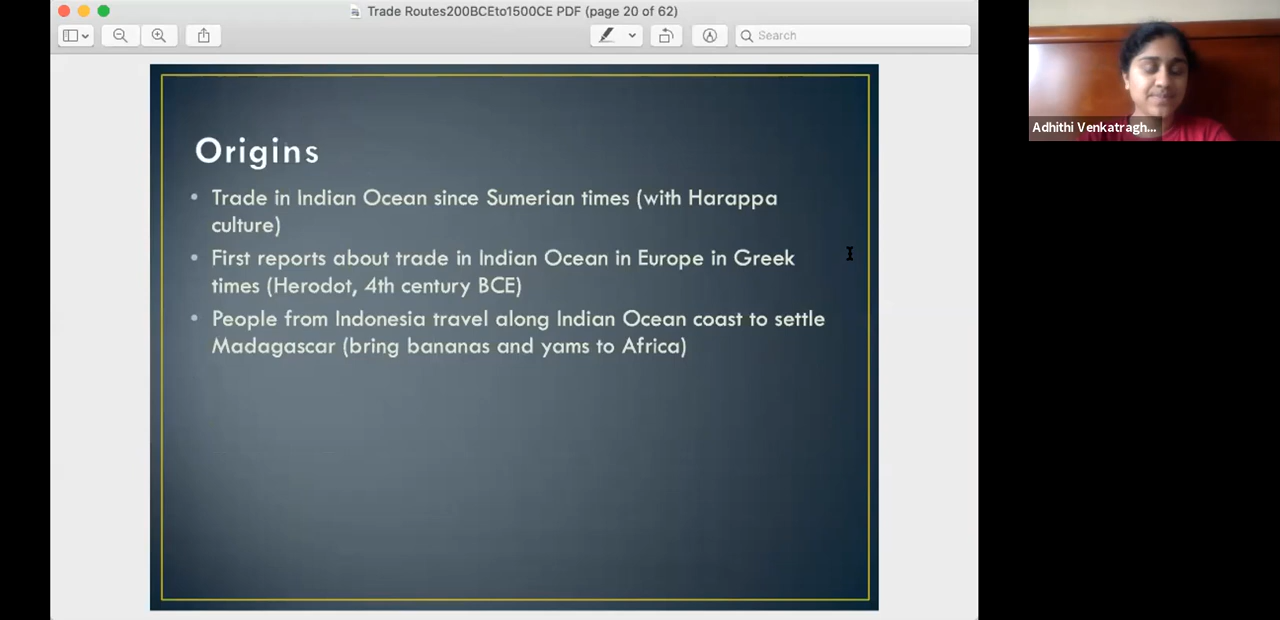 Trade Routes200BCEto1500CE PDF (page 20 of 62)
Search
Origins
• Trade in Indian Ocean since Sumerian times (with Harappa
culture)
• First reports about trade in Indian Ocean in Europe in Greek
times (Herodot, 4th century BCE)
• People from Indonesia travel along Indian Ocean coast to settle
Madagascar (bring bananas and yams to Africa)
Adhithi Venkatragh...